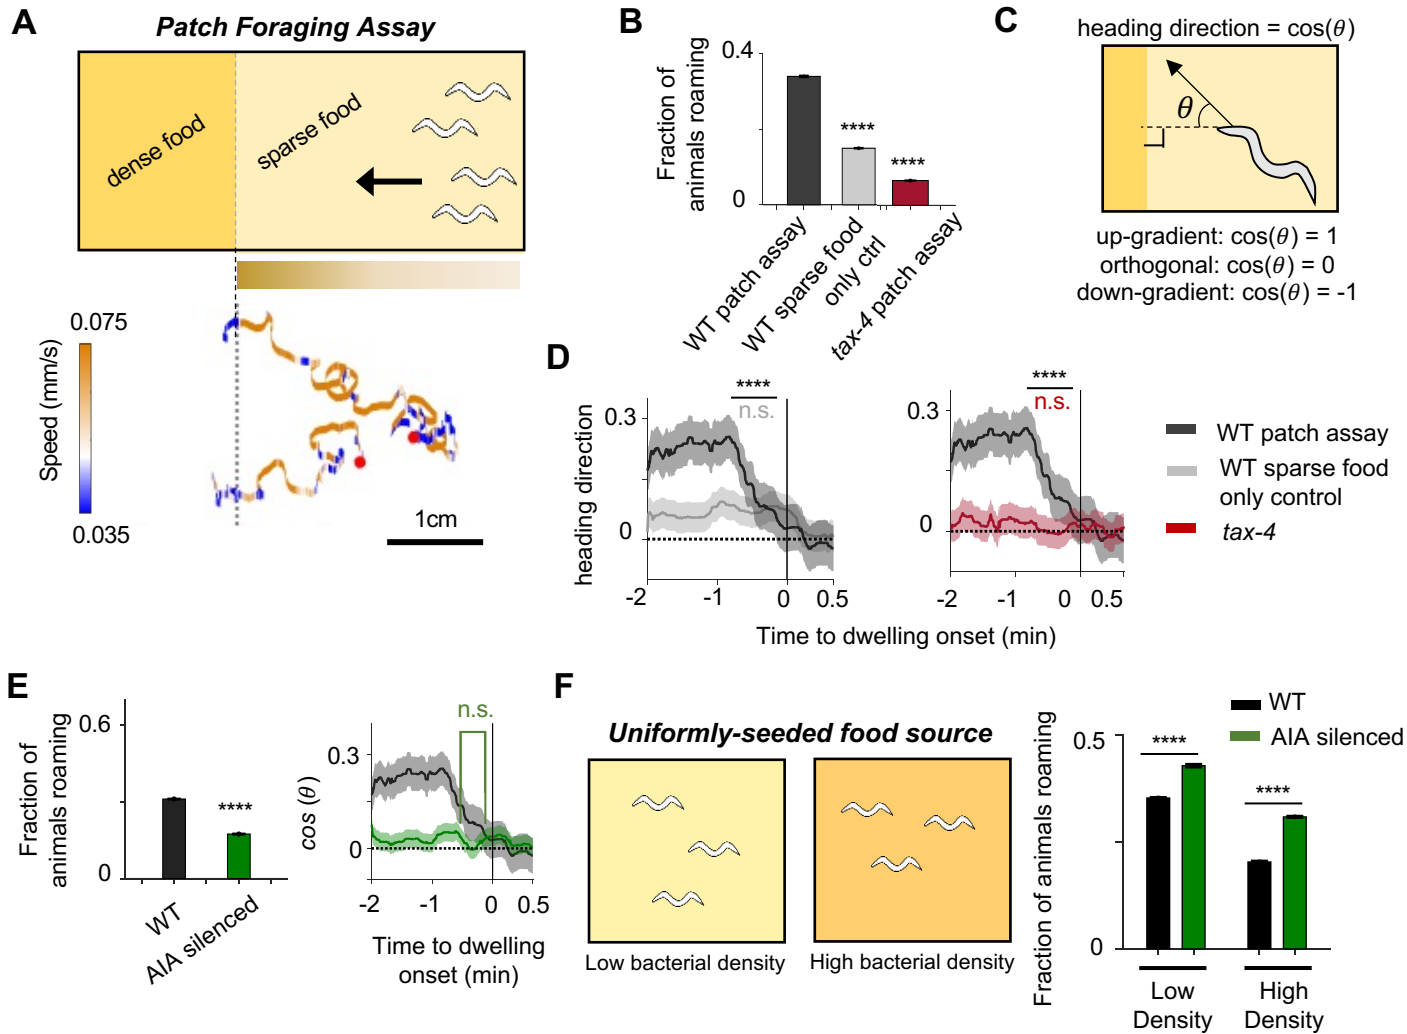 A
Patch Foraging Assay
dense food
sparse food
0.075
Speed (mm/s)
0.035
1cm
B
Fraction of
animals roaming
0.4
0
****
****
WT patch assay
WT sparse food
only ctrl
tax-4 patch assay
C
heading direction = cos(θ)
θ
up-gradient: cos(θ) = 1
orthogonal: cos(θ) = 0
down-gradient: cos(θ) = -1
D
heading direction
0.3
0
****
n.s.
-2
-1
0
0.5
0.3
0
****
n.s.
-2
-1
0
0.5
Time to dwelling onset (min)
WT patch assay
WT sparse food
only control
tax-4
E
Fraction of
animals roaming
0.6
0
****
WT
AIA silenced
cos (θ)
0.3
0
n.s.
-2
-1
0
0.5
Time to dwelling
onset (min)
F
Uniformly-seeded food source
Low bacterial density
High bacterial density
WT
AIA silenced
Fraction of animals roaming
0.5
0
****
****
Low
Density
High
Density